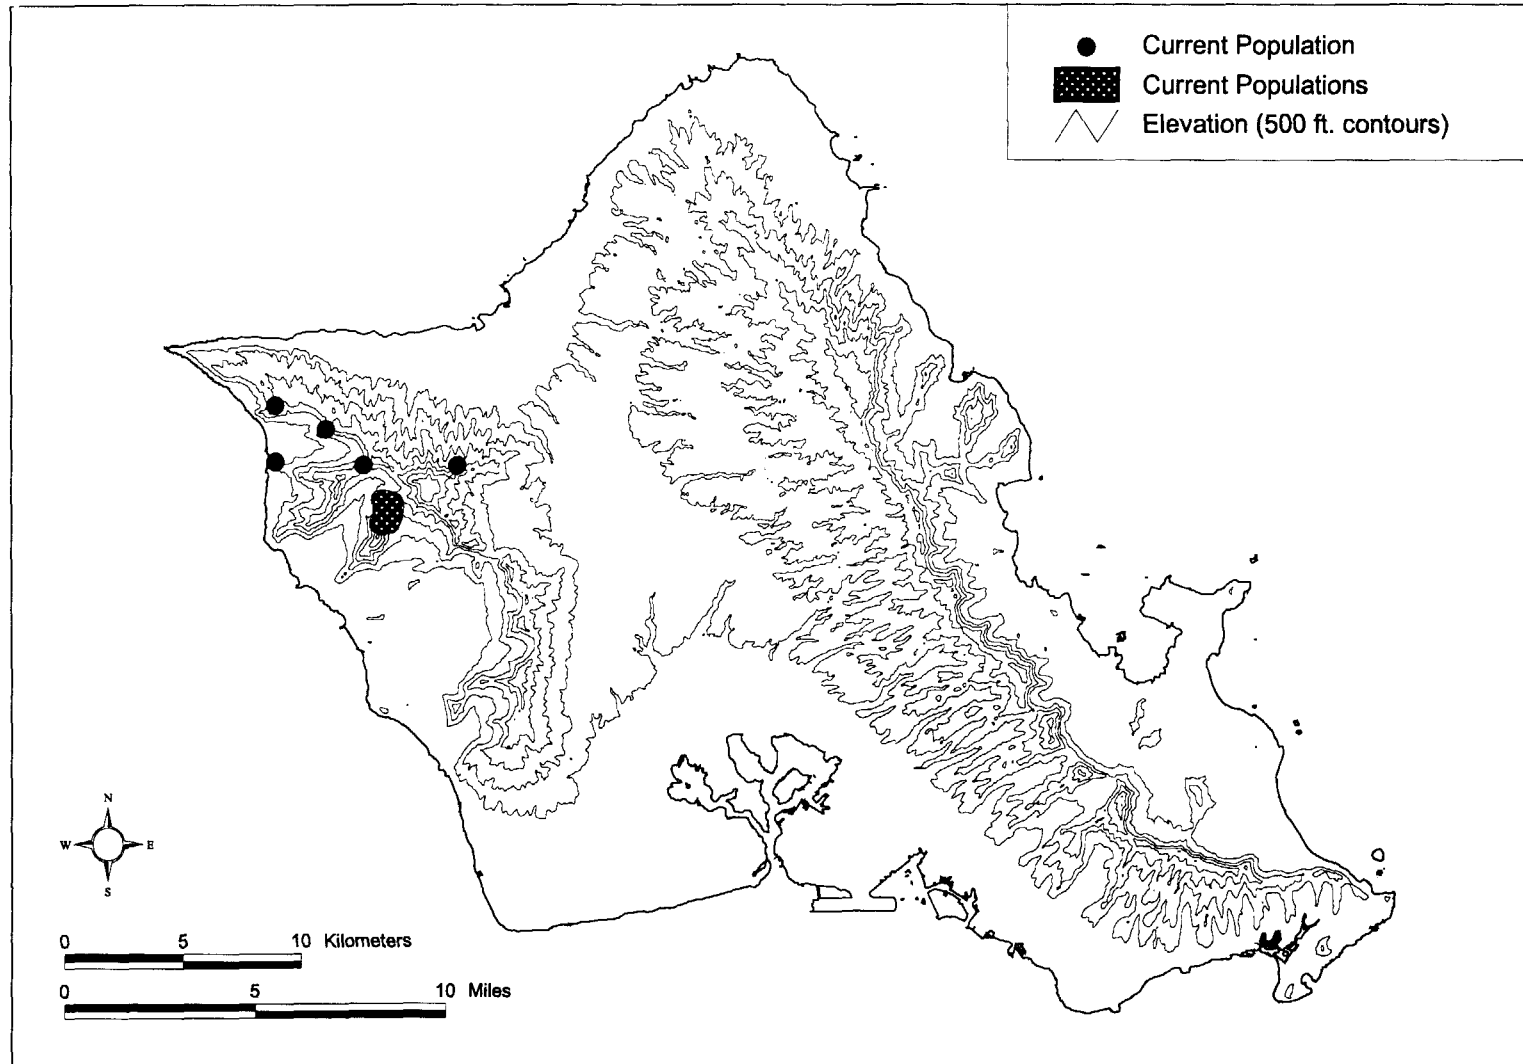 Current Population
Current Populations
Elevation (500 ft. contours)
N
W E
S
0 5 10 Kilometers
0 5 10 Miles